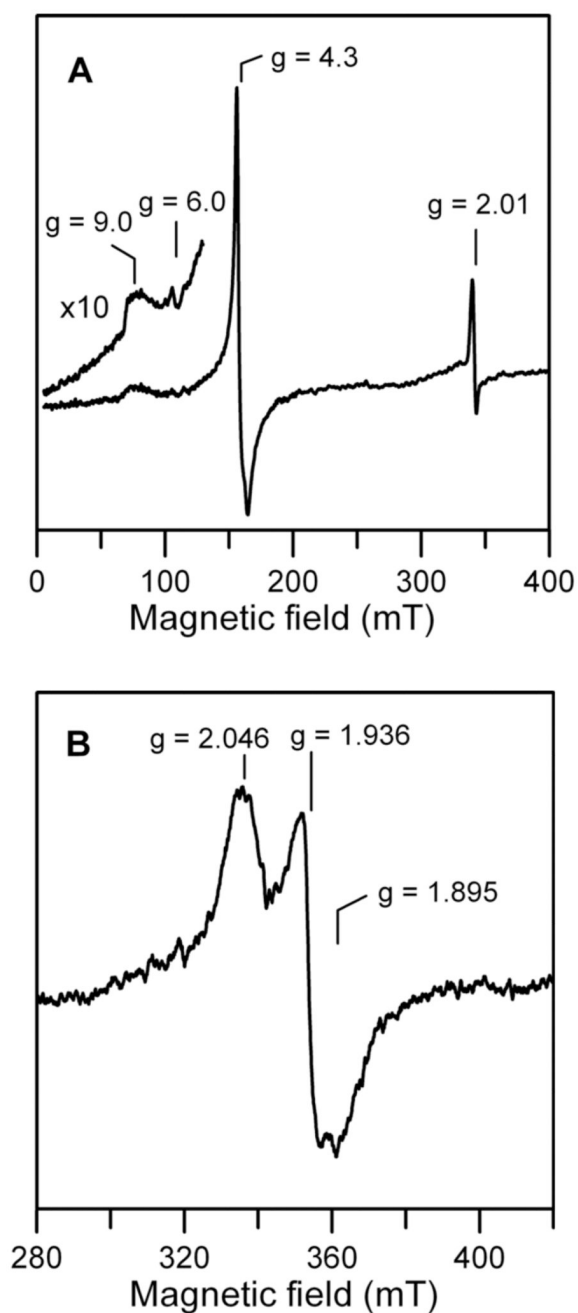 A
g = 4.3
g = 6.0
g = 9.0
g = 2.01
x10
0 100 200 300 400
Magnetic field (mT)
B
g = 2.046 g = 1.936
g = 1.895
280 320 360 400
Magnetic field (mT)